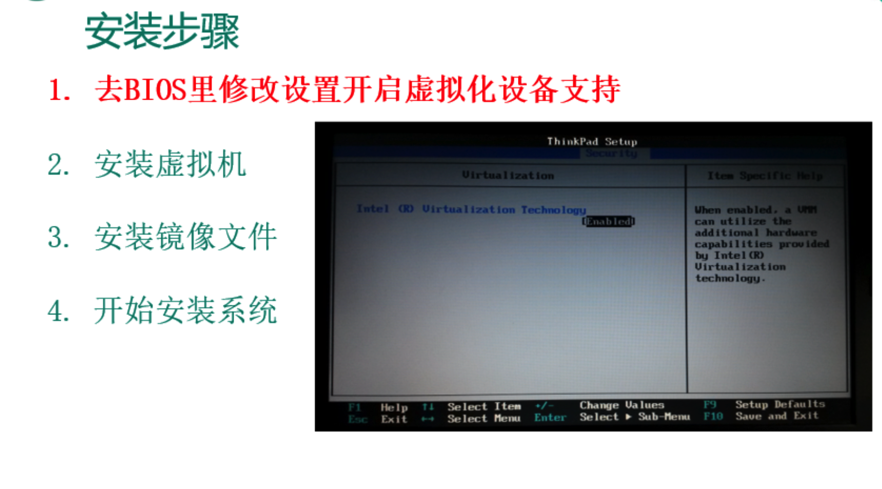 安装步骤
1. 去BIOS里修改设置开启虚拟化设备支持
2. 安装虚拟机
3. 安装镜像文件
4. 开始安装系统
ThinkPad Setup
Security
Virtualization
Item Specific Help
Intel (R) Virtualization Technology
[Enabled]
When enabled, a VMM
can utilize the
additional hardware
capabilities provided
by Intel(R)
Virtualization
technology.
F1 Help ↑↓ Select Item +/- Change Values F9 Setup Defaults
Esc Exit ←→ Select Menu Enter Select ▶ Sub-Menu F10 Save and Exit